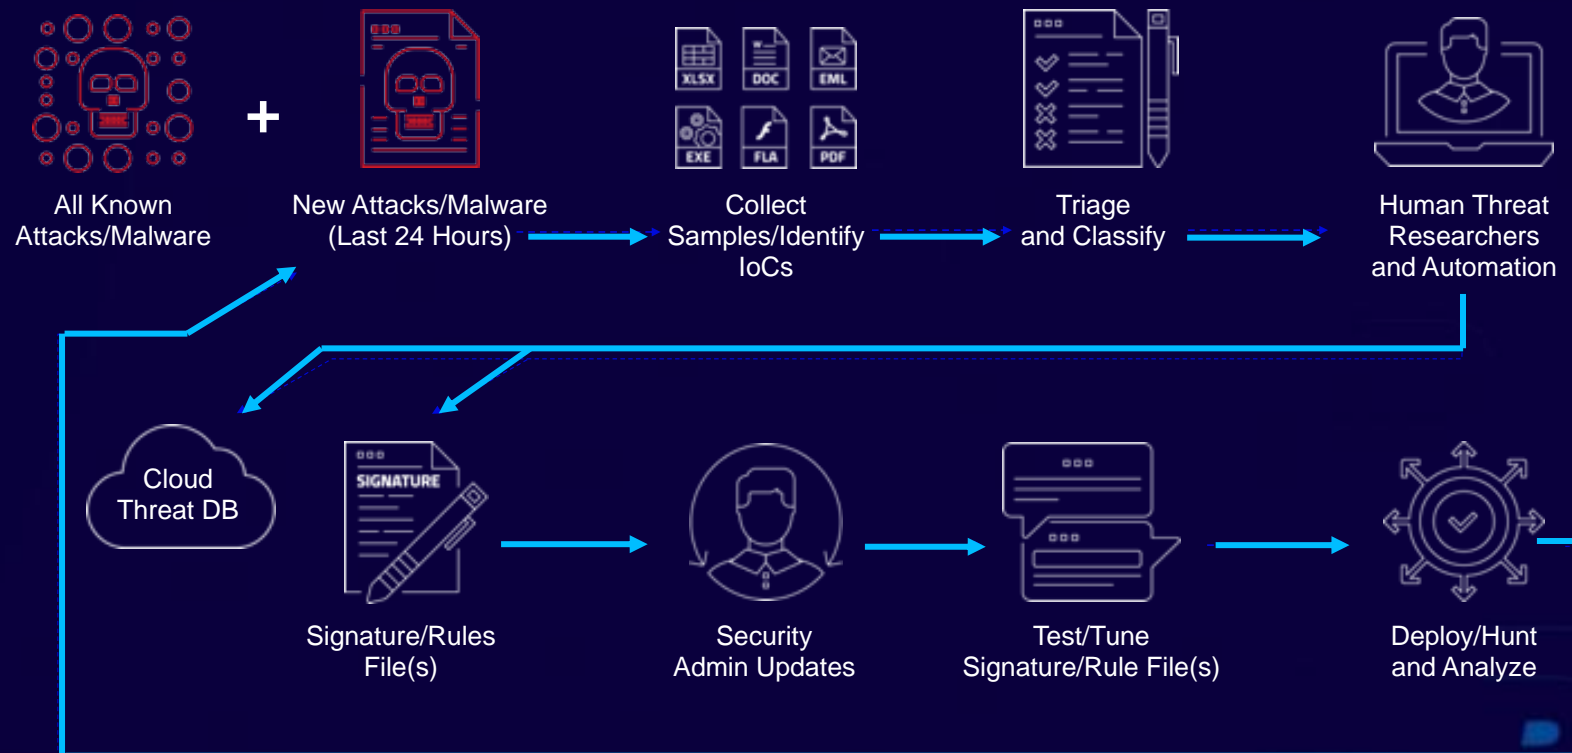 +
XLSX
DOC
EML
EXE
FLA
PDF
All Known
Attacks/Malware
New Attacks/Malware
(Last 24 Hours)
Collect
Samples/Identify
IoCs
Triage
and Classify
Human Threat
Researchers
and Automation
Cloud
Threat DB
SIGNATURE
Signature/Rules
File(s)
Security
Admin Updates
Test/Tune
Signature/Rule File(s)
Deploy/Hunt
and Analyze